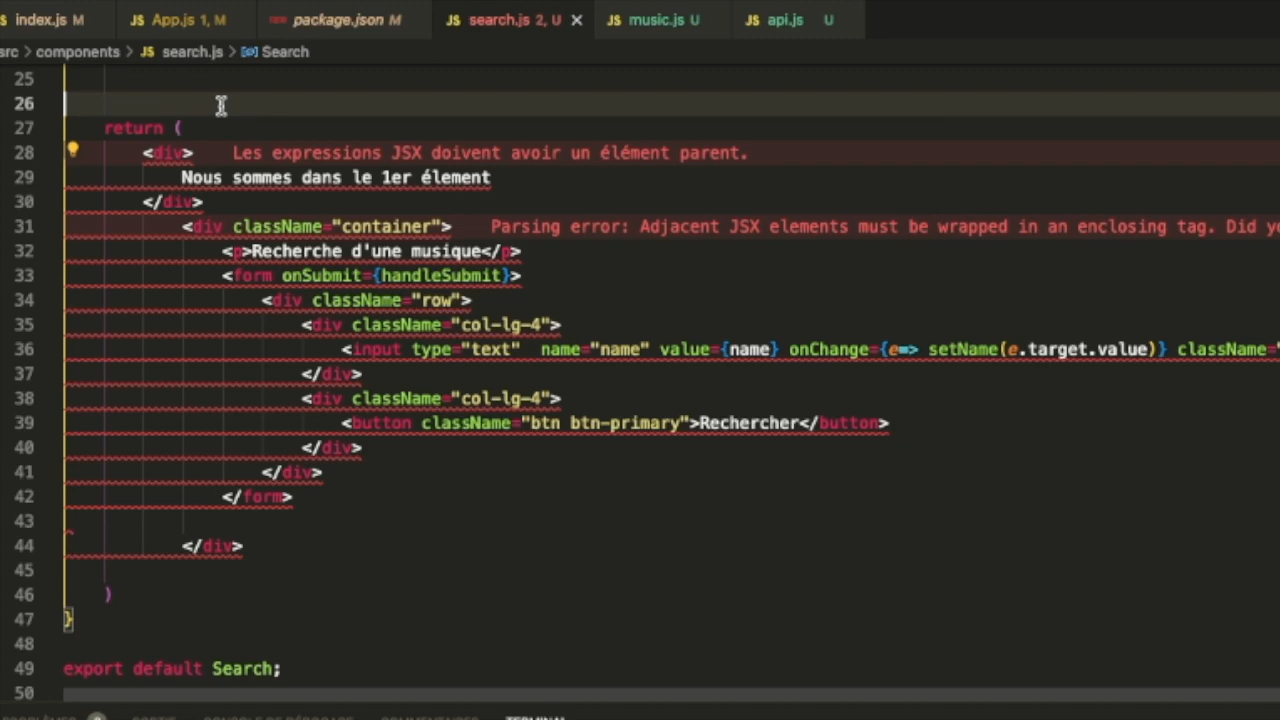 index.js M JS App.js 1, M package.json M JS search.js 2, U JS music.js U JS api.js U
src > components > JS search.js > Search
25
26
27 return (
28 <div> Les expressions JSX doivent avoir un élément parent.
29 Nous sommes dans le 1er élement
30 </div>
31 <div className="container"> Parsing error: Adjacent JSX elements must be wrapped in an enclosing tag. Did
32 <p>Recherche d'une musique</p>
33 <form onSubmit={handleSubmit}>
34 <div className="row">
35 <div className="col-lg-4">
36 <input type="text" name="name" value={name} onChange={e=> setName(e.target.value)} className="
37 </div>
38 <div className="col-lg-4">
39 <button className="btn btn-primary">Rechercher</button>
40 </div>
41 </div>
42 </form>
43
44 </div>
45
46 )
47 }
48
49 export default Search;
50